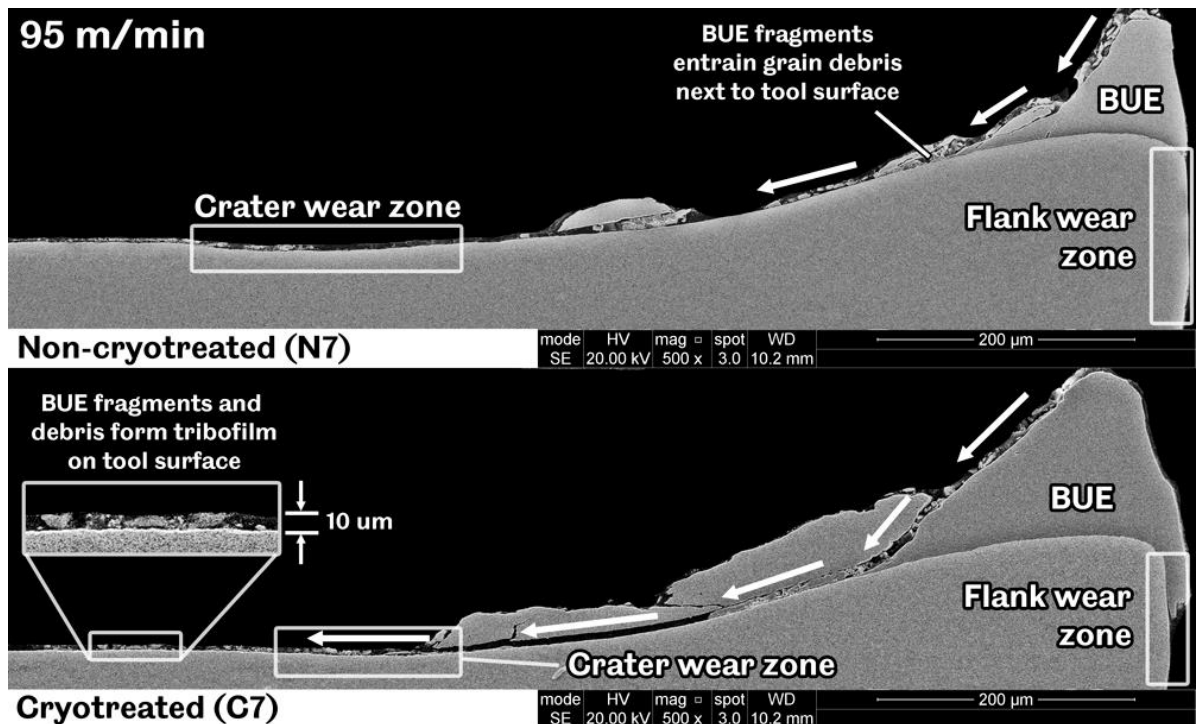 95 m/min
BUE fragments
entrain grain debris
next to tool surface
BUE
Crater wear zone
Flank wear
zone
Non-cryotreated (N7)
mode HV mag □ spot WD
SE 20.00 kV 500 x 3.0 10.2 mm
200 µm
BUE fragments and
debris form tribofilm
on tool surface
10 um
BUE
Flank wear
zone
Crater wear zone
Cryotreated (C7)
mode HV mag □ spot WD
SE 20.00 kV 500 x 3.0 10.2 mm
200 µm